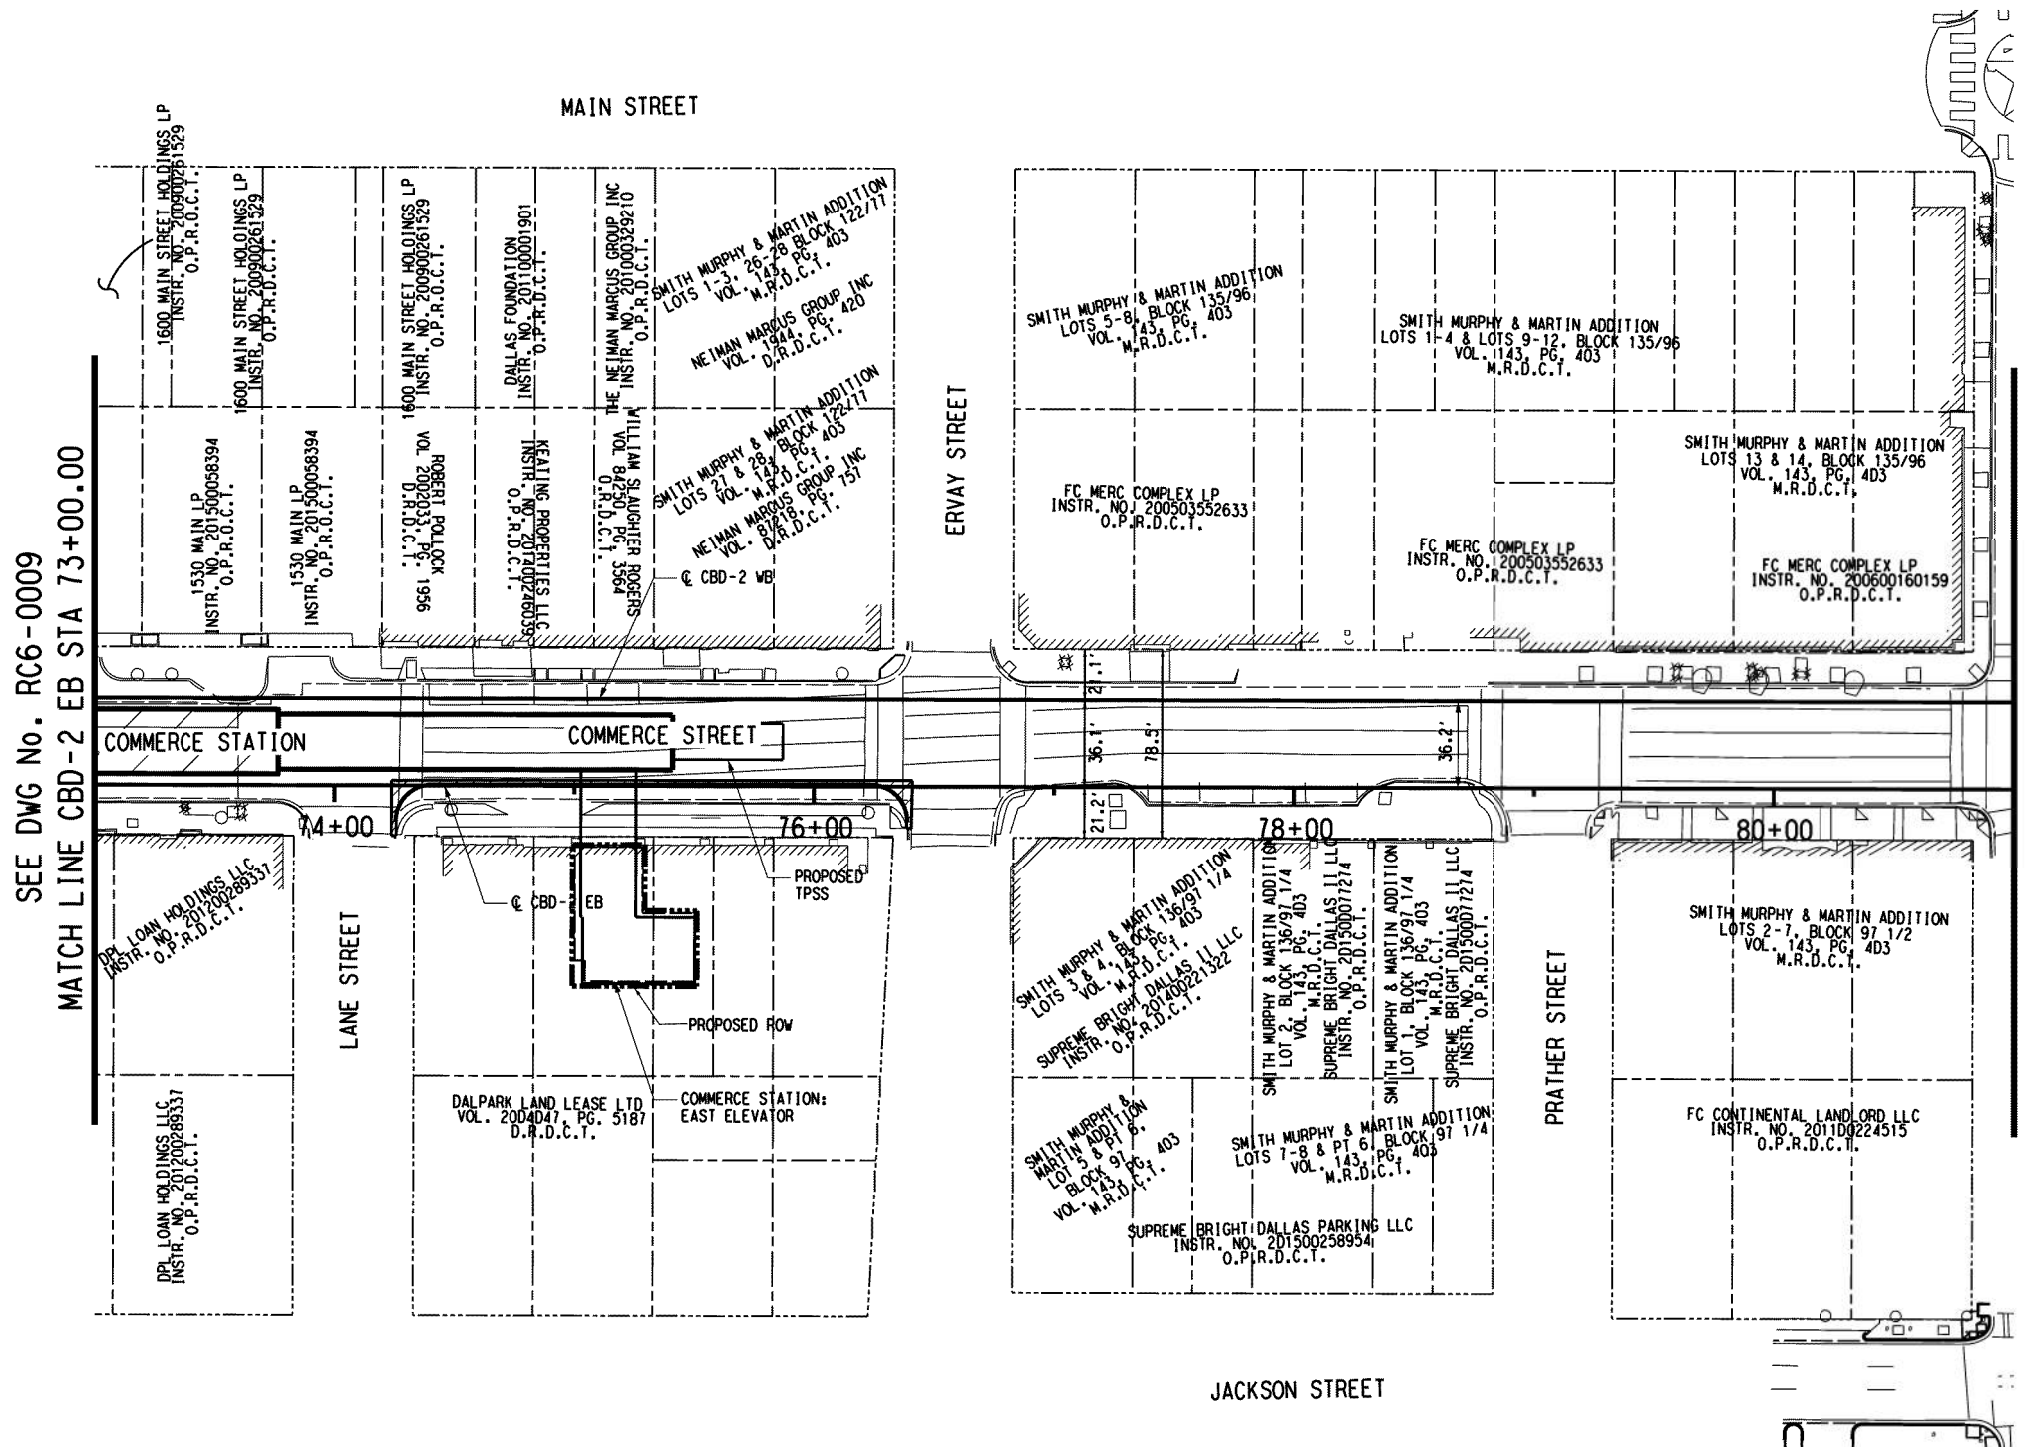 MAIN STREET
1600 MAIN STREET HOLDINGS LP
INSTR. NO. 200900261529
O.P.R.O.C.T.
1600 MAIN STREET HOLDINGS LP
INSTR. NO. 200900261529
O.P.R.D.C.T.
1600 MAIN STREET HOLDINGS LP
INSTR. NO. 200900261529
O.P.R.O.C.T.
DALLAS FOUNDATION
INSTR. NO. 201100001901
O.P.R.D.C.T.
THE NEIMAN MARCUS GROUP INC
INSTR. NO. 201000329210
O.P.R.D.C.T.
SMITH MURPHY & MARTIN ADDITION
LOTS 1-3, 26-28 BLOCK 122/77
VOL. 143, PG. 403
M.R.D.C.T.
NEIMAN MARCUS GROUP INC
VOL. 1944, PG. 420
D.R.D.C.T.
SMITH MURPHY & MARTIN ADDITION
LOTS 5-8, BLOCK 135/96
VOL. 143, PG. 403
M.R.D.C.T.
SMITH MURPHY & MARTIN ADDITION
LOTS 1-4 & LOTS 9-12, BLOCK 135/96
VOL. 143, PG. 403
M.R.D.C.T.
SEE DWG No. RC6-0009
MATCH LINE CBD-2 EB STA 73+00.00
1530 MAIN LP
INSTR. NO. 201500058394
O.P.R.O.C.T.
1530 MAIN LP
INSTR. NO. 201500058394
O.P.R.O.C.T.
ROBERT POLLOCK
VOL 2002033, PG. 1956
D.R.D.C.T.
KEATING PROPERTIES LLC
INSTR. NO. 201400246039
O.P.R.O.C.T.
WILLIAM SLAUGHTER ROGERS
VOL 84250, PG. 3564
O.R.D.C.T.
SMITH MURPHY & MARTIN ADDITION
LOTS 27 & 28, BLOCK 122/77
VOL. 143, PG. 403
M.R.D.C.T.
NEIMAN MARCUS GROUP INC
VOL. 87218, PG. 757
D.R.D.C.T.
℄ CBD-2 WB
ERVAY STREET
FC MERC COMPLEX LP
INSTR. NO. 200503552633
O.P.R.D.C.T.
FC MERC COMPLEX LP
INSTR. NO. 200503552633
O.P.R.D.C.T.
SMITH MURPHY & MARTIN ADDITION
LOTS 13 & 14, BLOCK 135/96
VOL. 143, PG. 4D3
M.R.D.C.T.
FC MERC COMPLEX LP
INSTR. NO. 200600160159
O.P.R.D.C.T.
COMMERCE STATION
COMMERCE STREET
36.1'
78.5'
36.2'
21.2'
74+00
76+00
78+00
80+00
PROPOSED
TPSS
℄ CBD- EB
DPL LOAN HOLDINGS LLC
INSTR. NO. 201200289337
O.P.R.D.C.T.
LANE STREET
PROPOSED ROW
COMMERCE STATION:
EAST ELEVATOR
DALPARK LAND LEASE LTD
VOL. 20D4D47, PG. 5187
D.R.D.C.T.
DPL LOAN HOLDINGS LLC
INSTR. NO. 201200289337
O.P.R.D.C.T.
SMITH MURPHY & MARTIN ADDITION
LOTS 3 & 4, BLOCK 136/97 1/4
VOL. 143, PG. 403
M.R.D.C.T.
SUPREME BRIGHT DALLAS II LLC
INSTR. NO. 201400221322
O.P.R.D.C.T.
SMITH MURPHY & MARTIN ADDITION
LOT 2, BLOCK 136/97 1/4
VOL. 143, PG. 4D3
M.R.D.C.T.
SUPREME BRIGHT DALLAS II LLC
INSTR. NO. 2D15D0D77274
O.P.R.D.C.T.
SMITH MURPHY & MARTIN ADDITION
LOT 1, BLOCK 136/97 1/4
VOL. 143, PG. 403
M.R.D.C.T.
SUPREME BRIGHT DALLAS II LLC
INSTR. NO. 2D15D0D77274
O.P.R.D.C.T.
PRATHER STREET
SMITH MURPHY & MARTIN ADDITION
LOTS 2-7, BLOCK 97 1/2
VOL. 143, PG. 4D3
M.R.D.C.T.
SMITH MURPHY &
MARTIN ADDITION
LOT 5 & PT 6,
BLOCK 97
VOL. 143, PG. 403
M.R.D.C.T.
SMITH MURPHY & MARTIN ADDITION
LOTS 7-8 & PT 6, BLOCK 97 1/4
VOL. 143, PG. 403
M.R.D.C.T.
SUPREME BRIGHT DALLAS PARKING LLC
INSTR. NO. 2D1500258954
O.P.R.D.C.T.
FC CONTINENTAL LANDLORD LLC
INSTR. NO. 2011D0224515
O.P.R.D.C.T.
JACKSON STREET